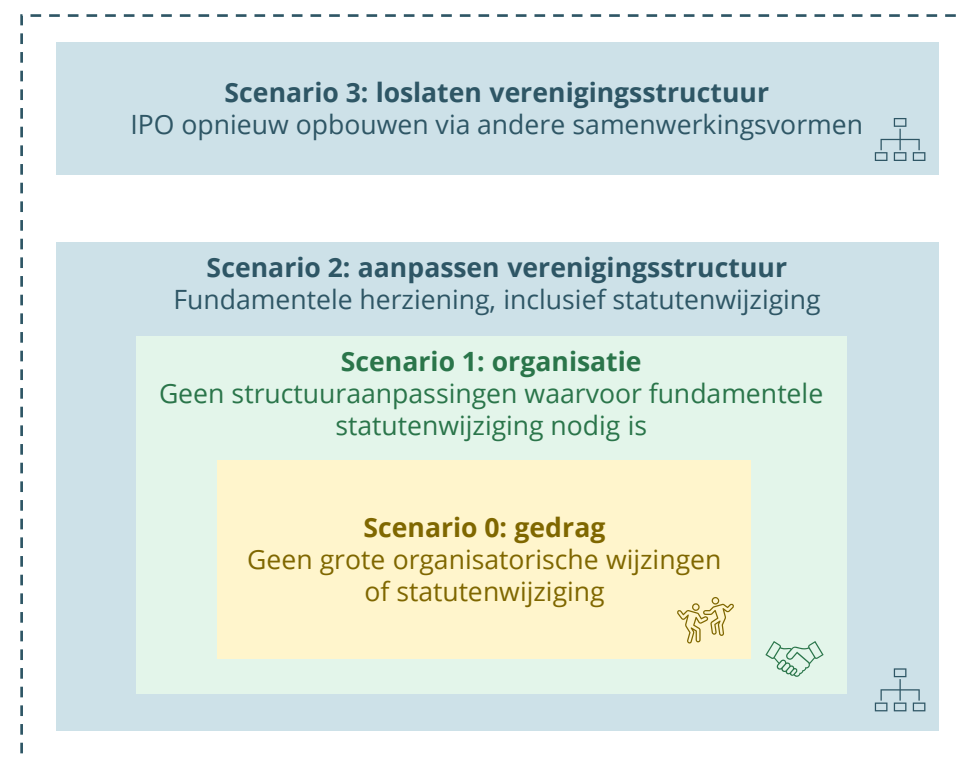 Scenario 3: loslaten verenigingsstructuur
IPO opnieuw opbouwen via andere samenwerkingsvormen
Scenario 2: aanpassen verenigingsstructuur
Fundamentele herziening, inclusief statutenwijziging
Scenario 1: organisatie
Geen structuuraanpassingen waarvoor fundamentele
statutenwijziging nodig is
Scenario 0: gedrag
Geen grote organisatorische wijzingen
of statutenwijziging